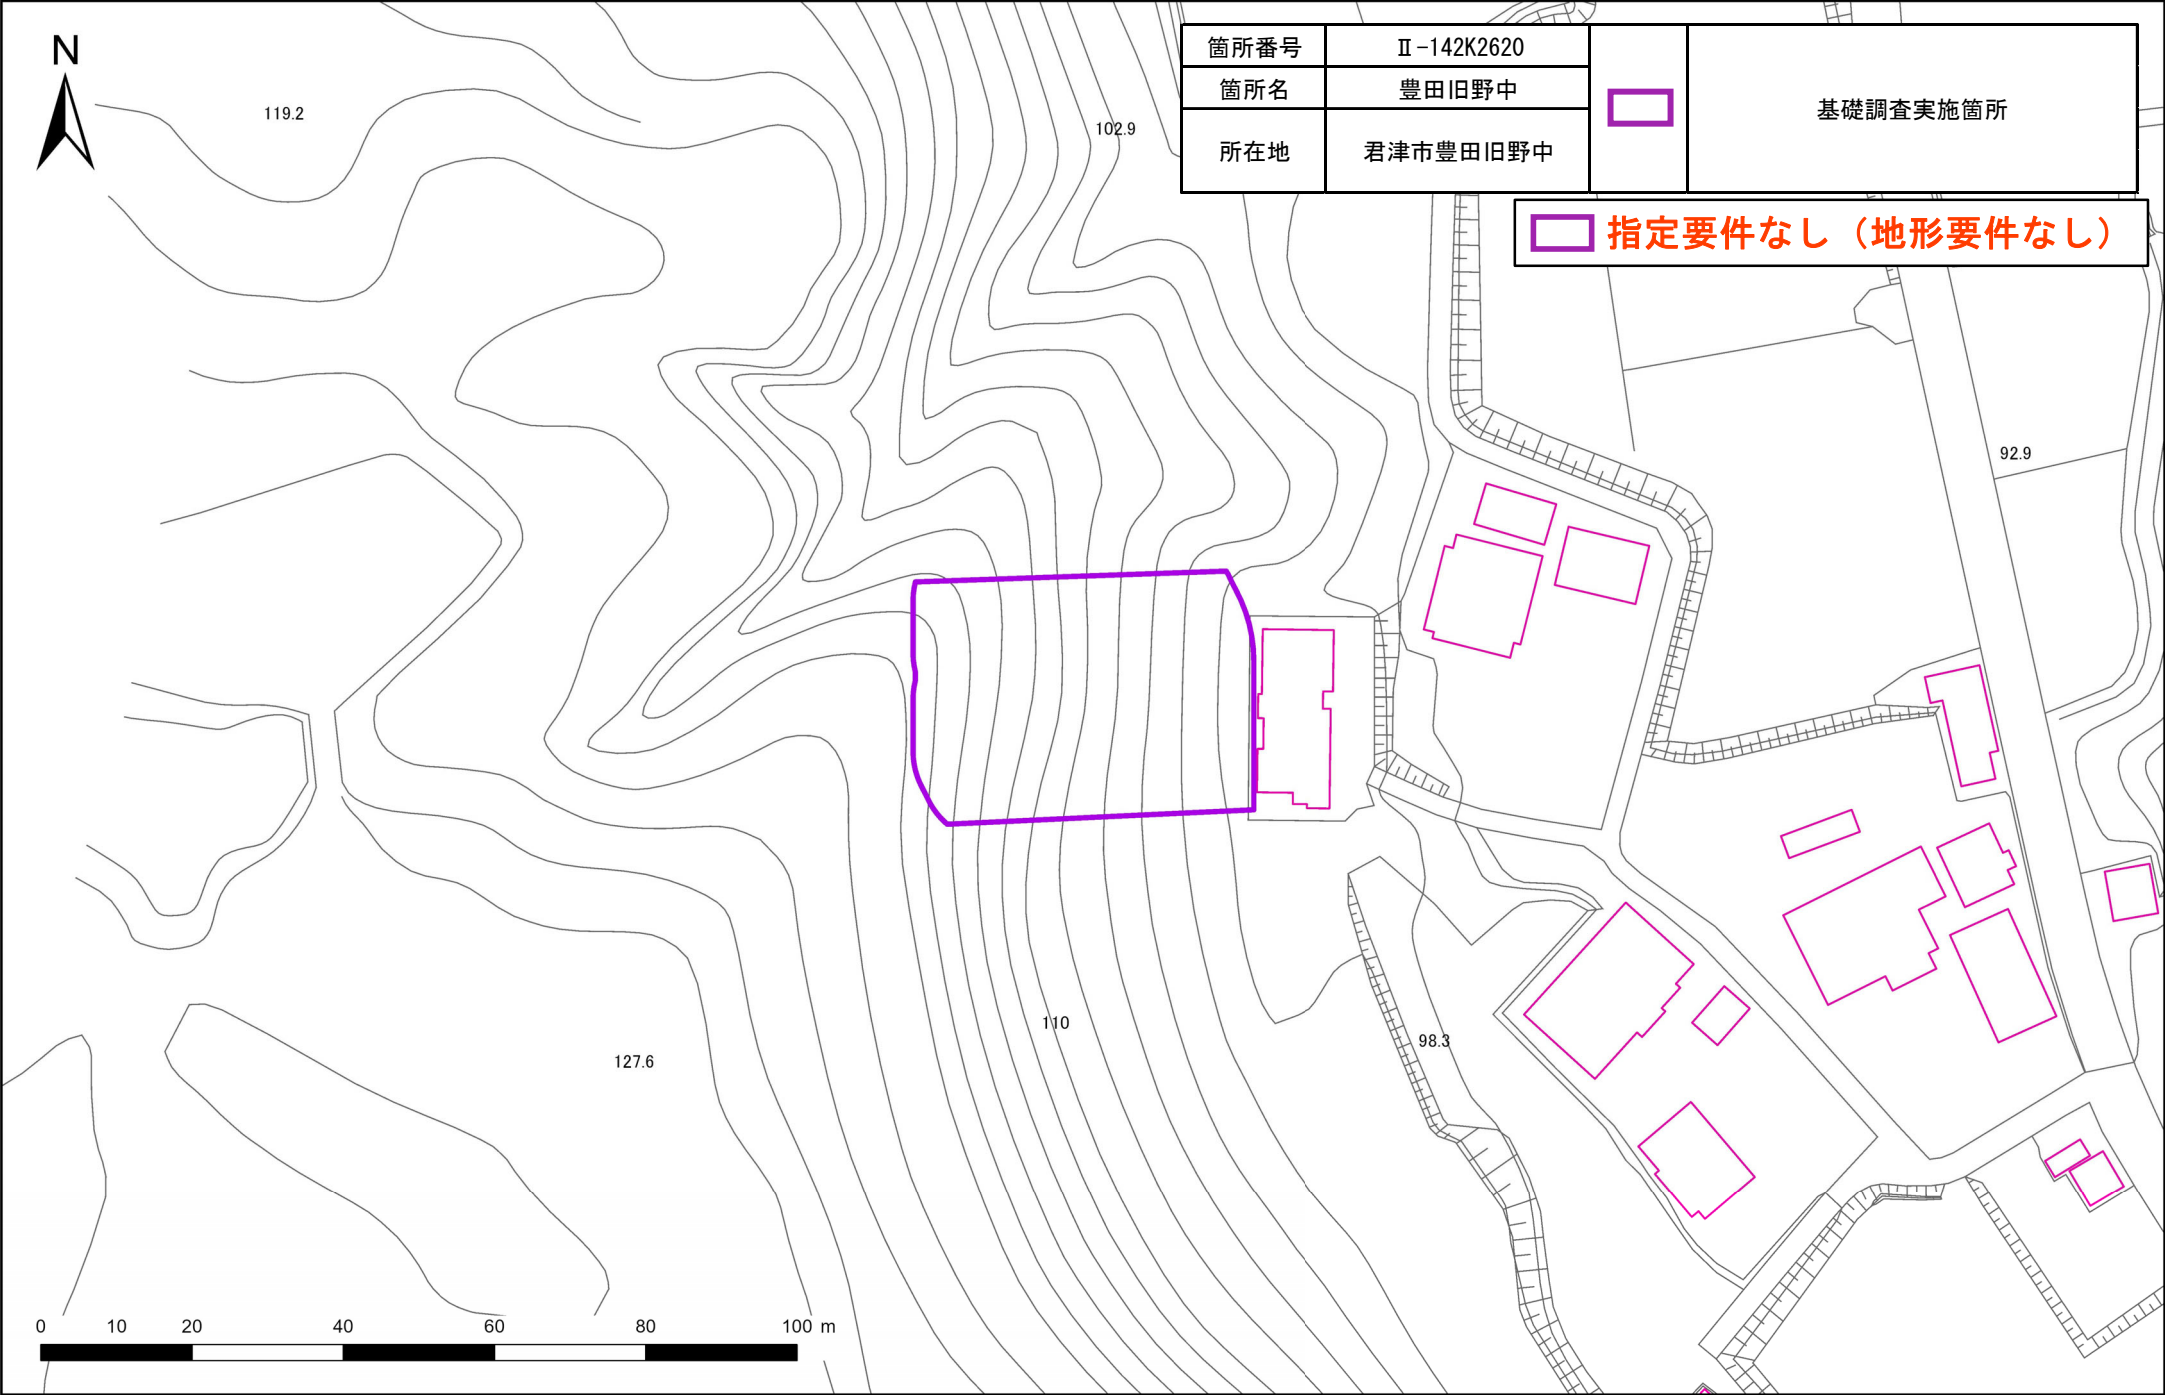 N
箇所番号 Ⅱ-142K2620
箇所名 豊田旧野中
所在地 君津市豊田旧野中
基礎調査実施箇所
指定要件なし（地形要件なし）
119.2
102.9
92.9
110
98.3
127.6
0 10 20 40 60 80 100 m